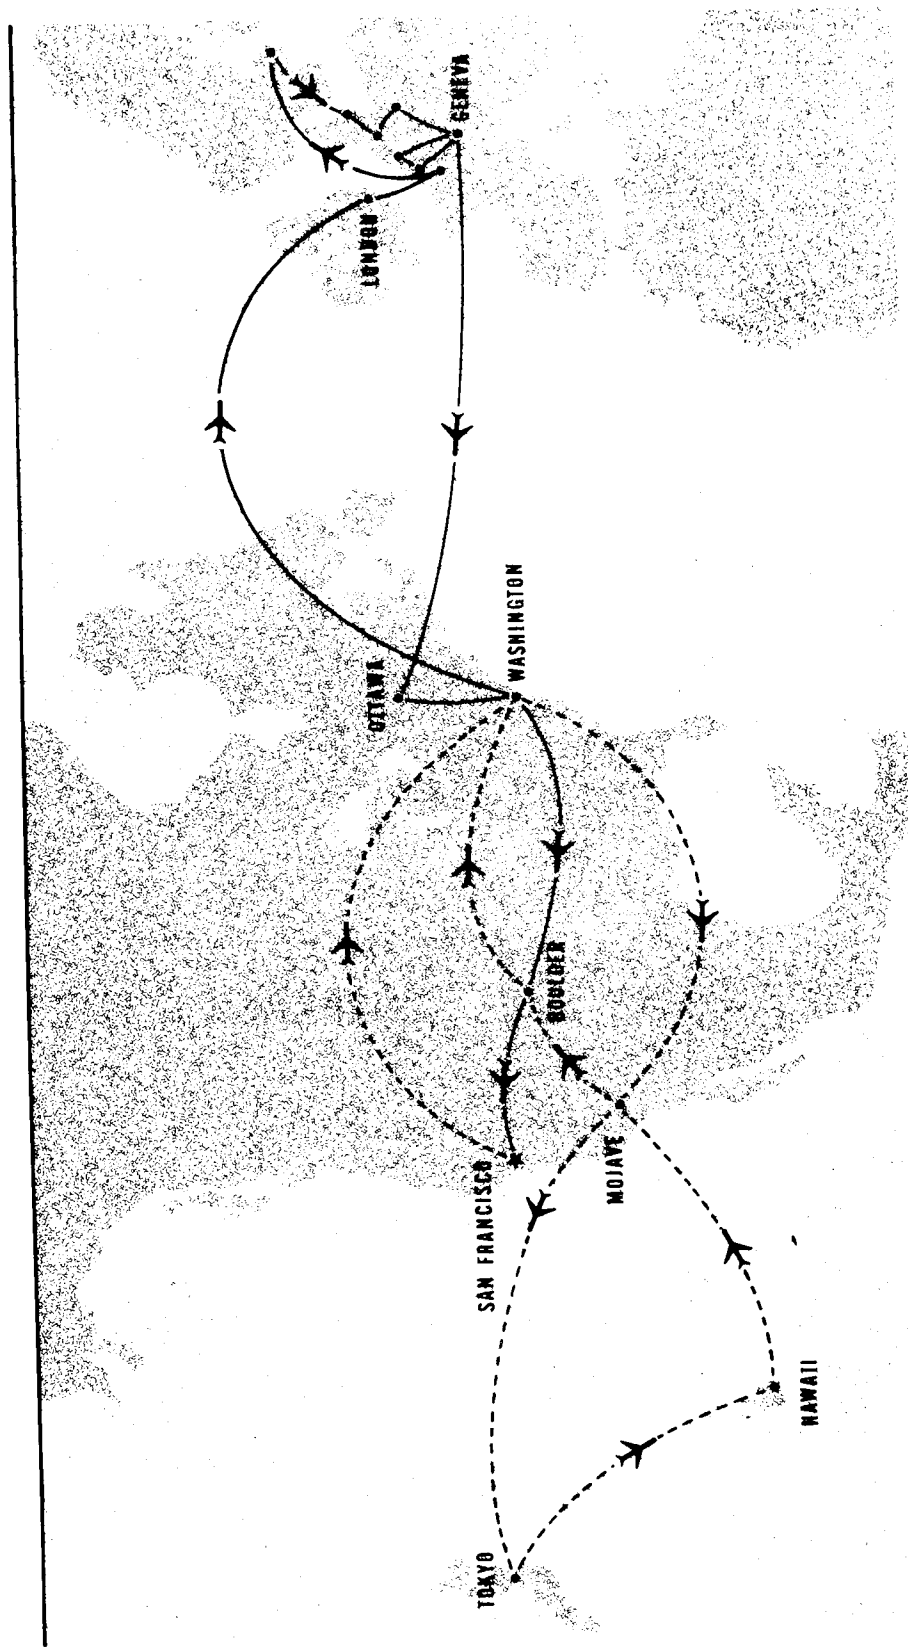 GENEVA
LONDON
OTTAWA
WASHINGTON
BOULDER
SAN FRANCISCO
MOJAVE
HAWAII
TOKYO